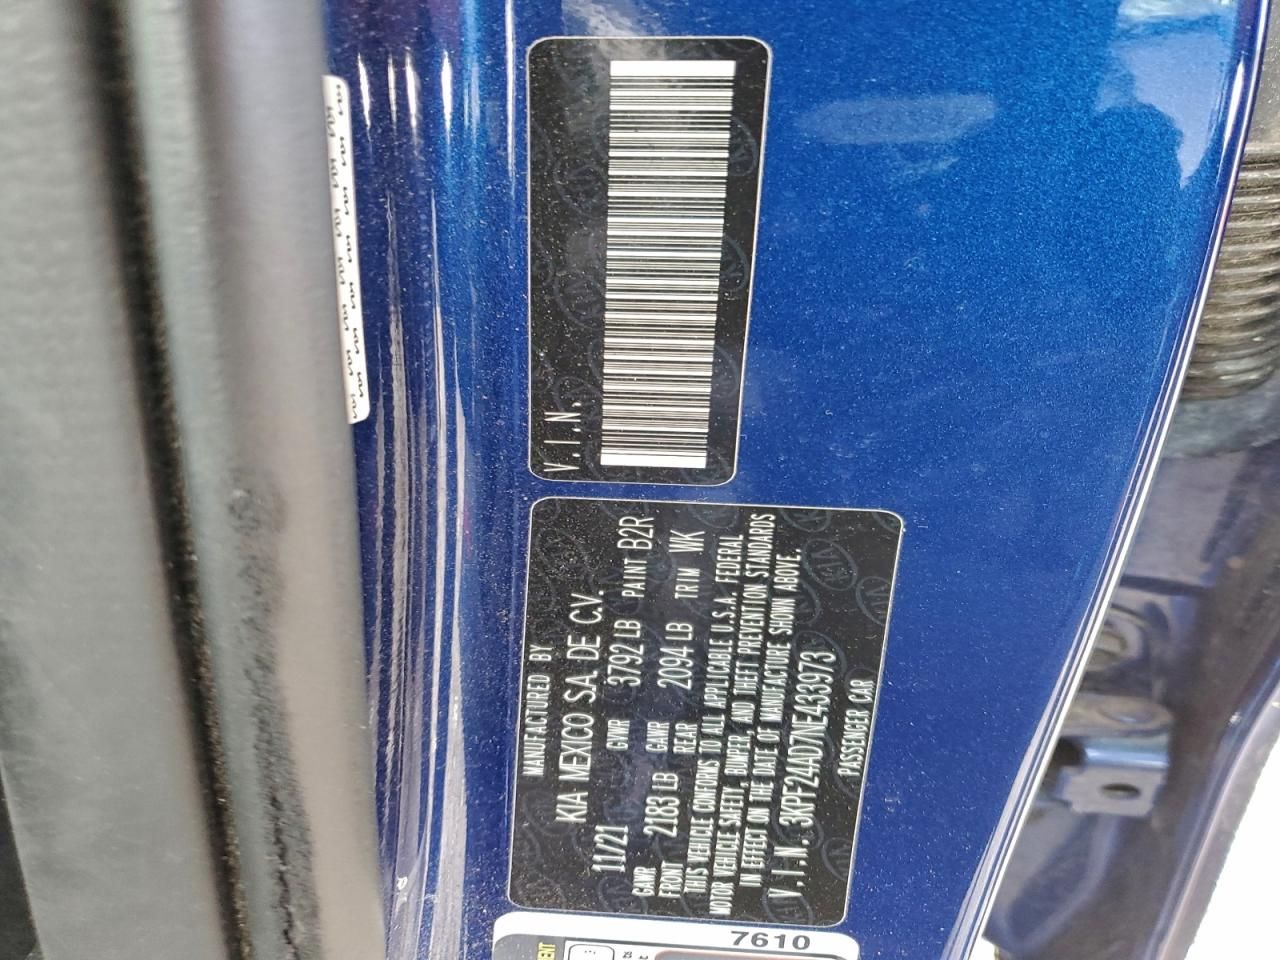 V.I.N.
MANUFACTURED BY
KIA MEXICO S.A. DE C.V.
11/21 GVWR 3792 LB PAINT B2R
GAWR FRONT 2183 LB GAWR REAR 2094 LB TRIM WK
THIS VEHICLE CONFORMS TO ALL APPLICABLE U.S.A. FEDERAL
MOTOR VEHICLE SAFETY, BUMPER, AND THEFT PREVENTION STANDARDS
IN EFFECT ON THE DATE OF MANUFACTURE SHOWN ABOVE.
V.I.N. 3KPF24AD7NE433973
PASSENGER CAR
7610